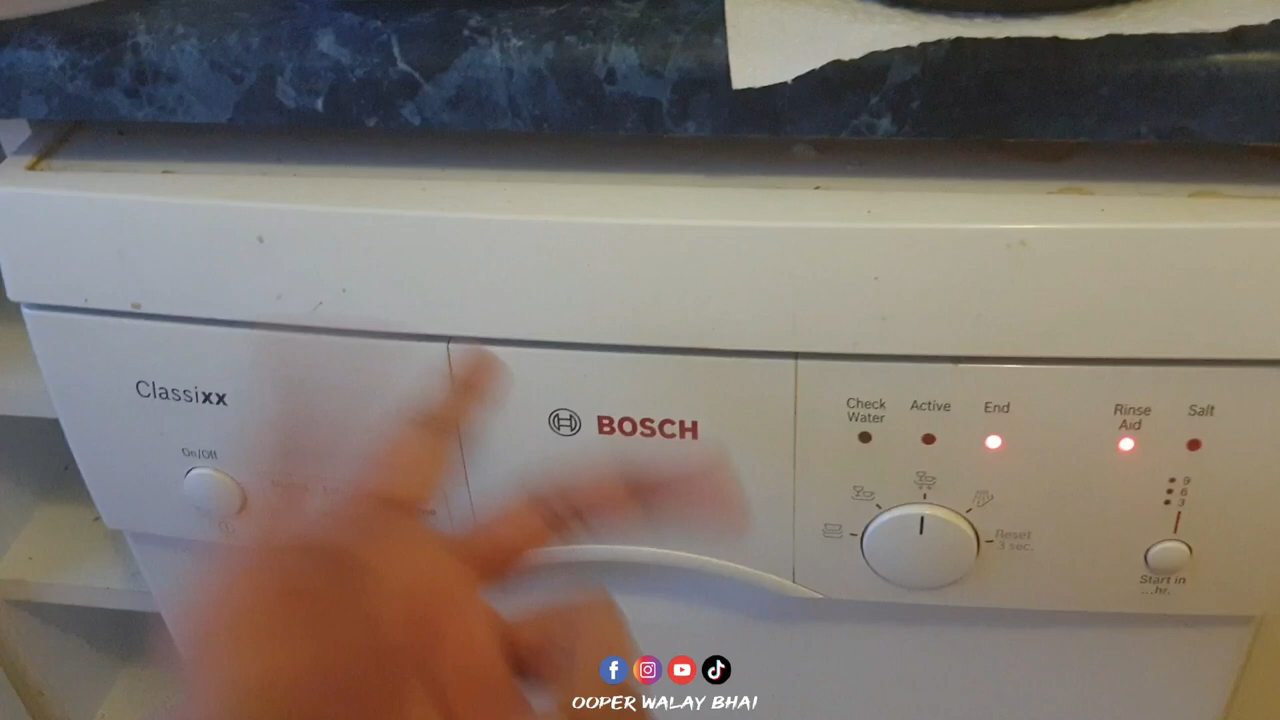 Classixx
On/Off
BOSCH
Check
Water
Active
End
Rinse
Aid
Salt
9
6
3
Reset
3 sec.
Start in
...hr.
OOPER WALAY BHAI